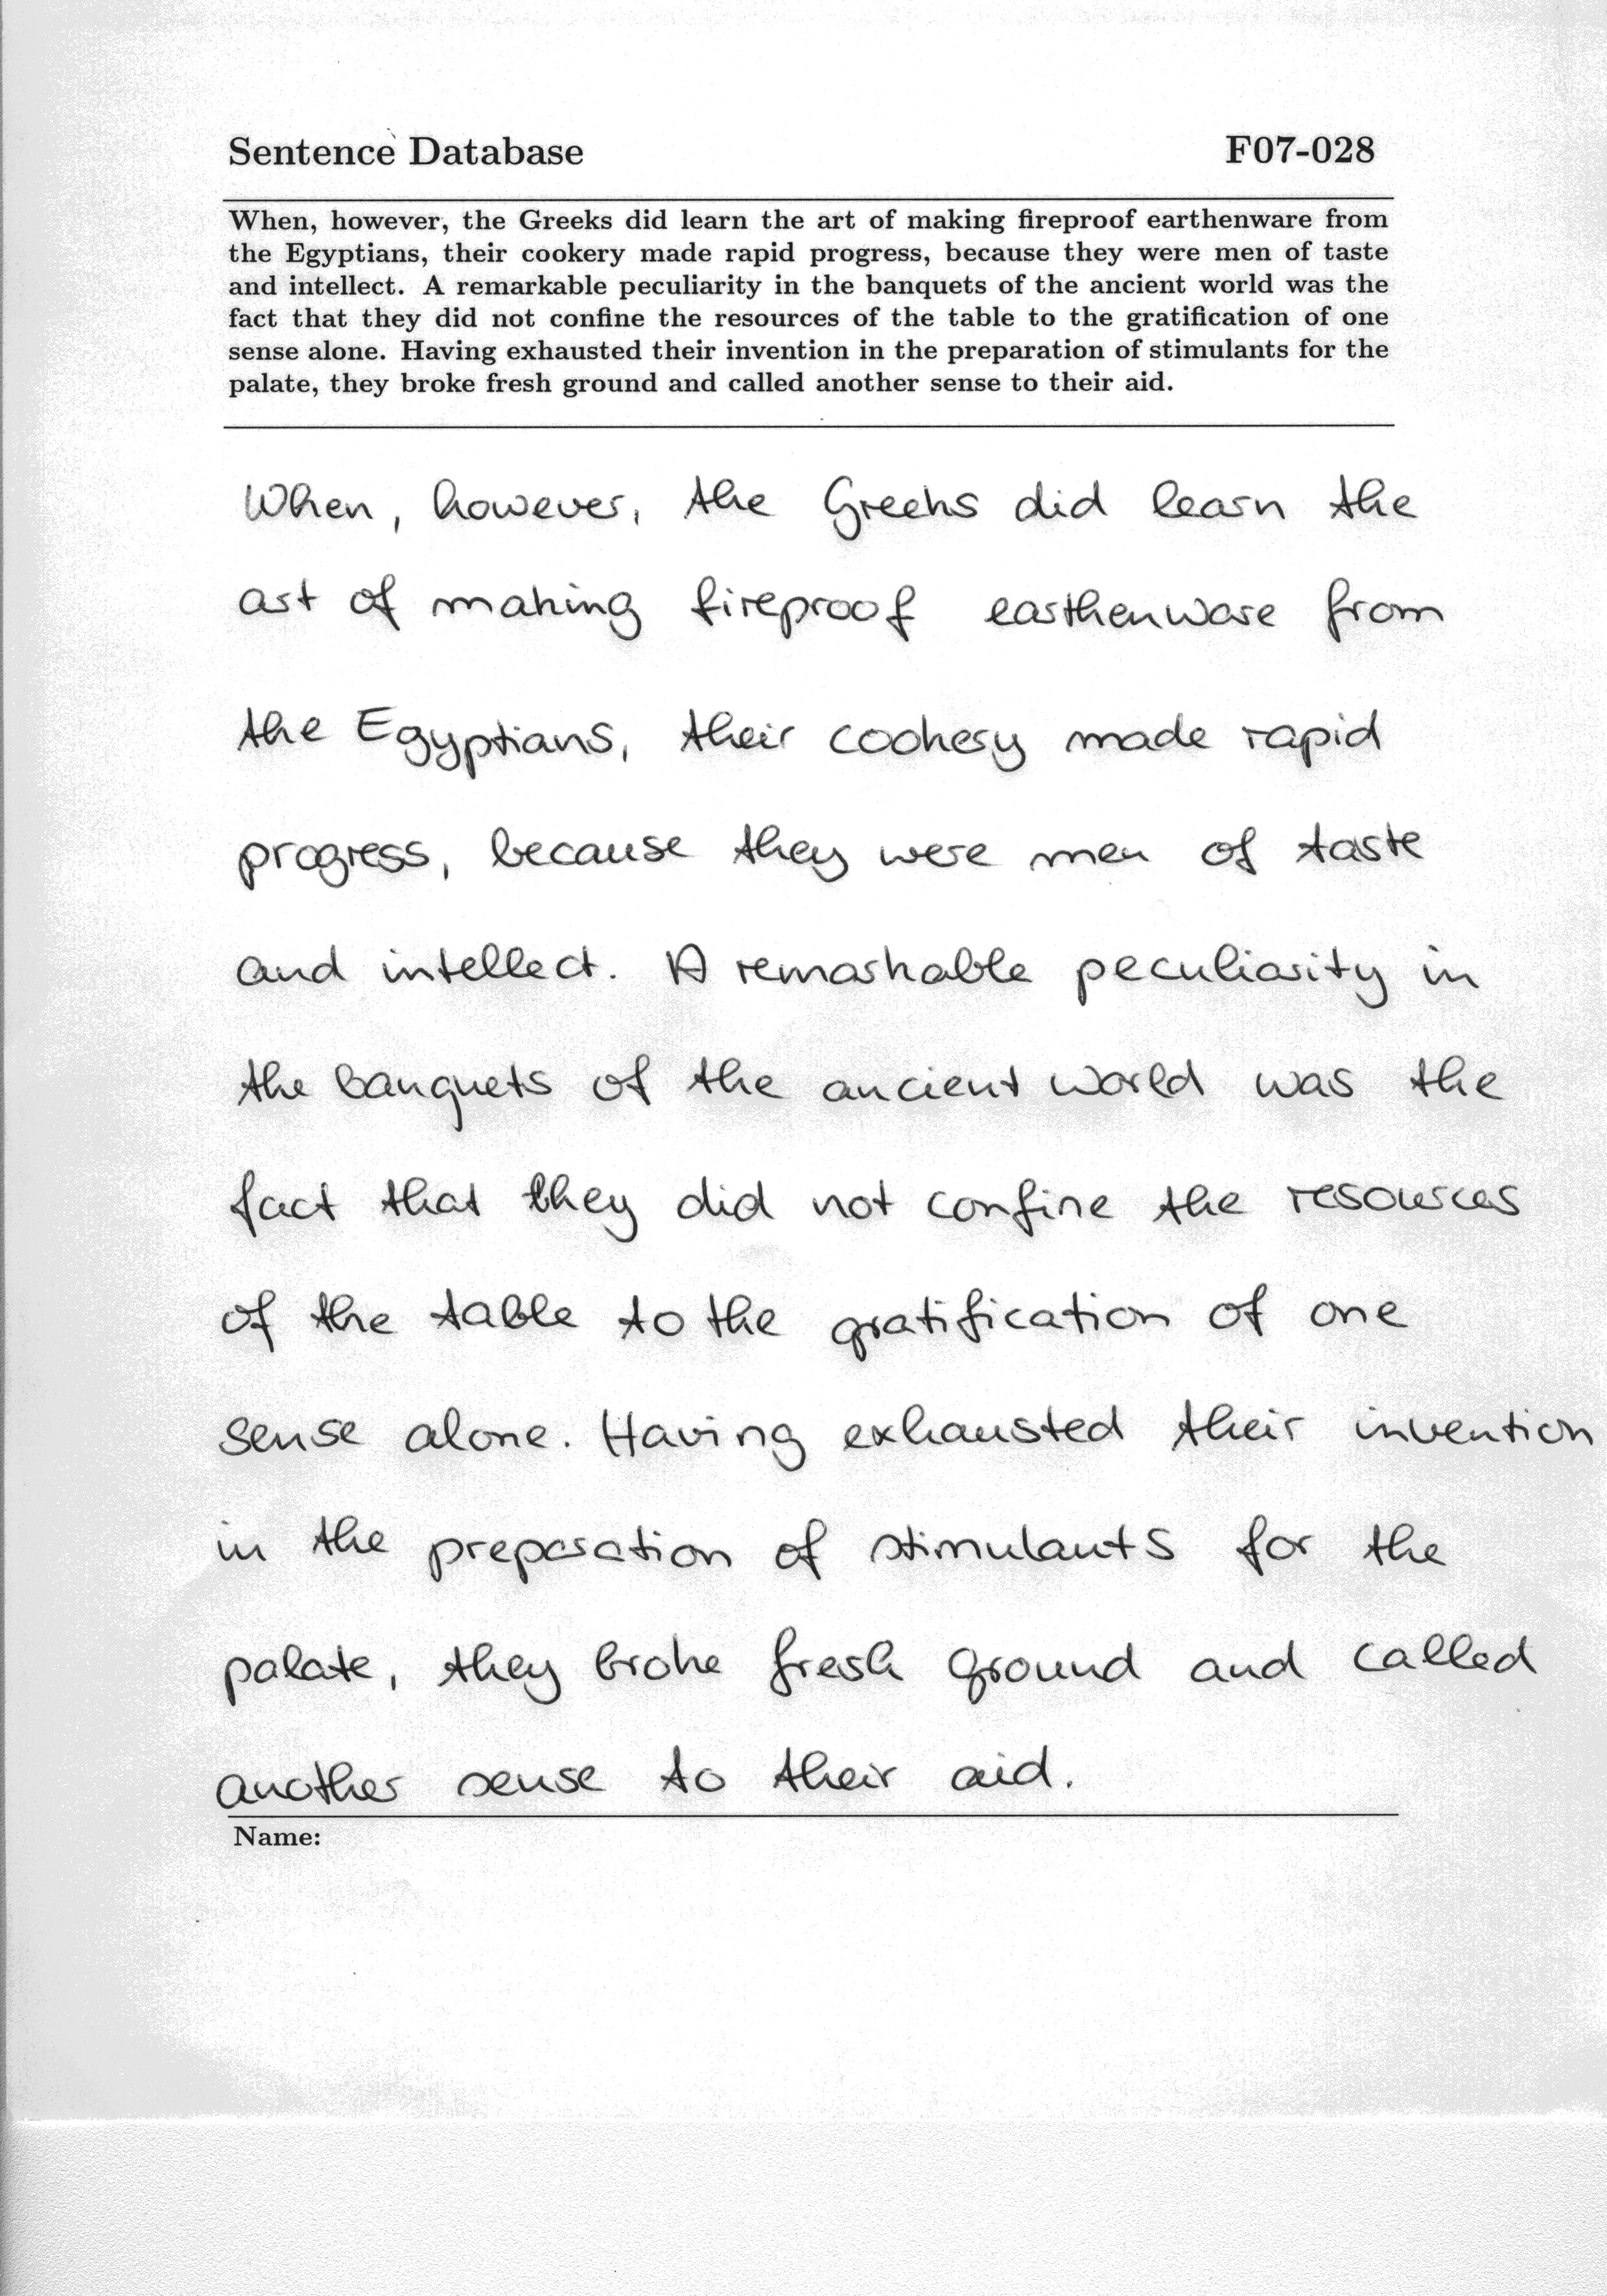 Sentence Database F07-028
When, however, the Greeks did learn the art of making fireproof earthenware from
the Egyptians, their cookery made rapid progress, because they were men of taste
and intellect. A remarkable peculiarity in the banquets of the ancient world was the
fact that they did not confine the resources of the table to the gratification of one
sense alone. Having exhausted their invention in the preparation of stimulants for the
palate, they broke fresh ground and called another sense to their aid.
When, however, the Greeks did learn the
art of making fireproof earthenware from
the Egyptians, their cookery made rapid
progress, because they were men of taste
and intellect. A remarkable peculiarity in
the banquets of the ancient world was the
fact that they did not confine the resources
of the table to the gratification of one
sense alone. Having exhausted their invention
in the preparation of stimulants for the
palate, they broke fresh ground and called
another sense to their aid.
Name: